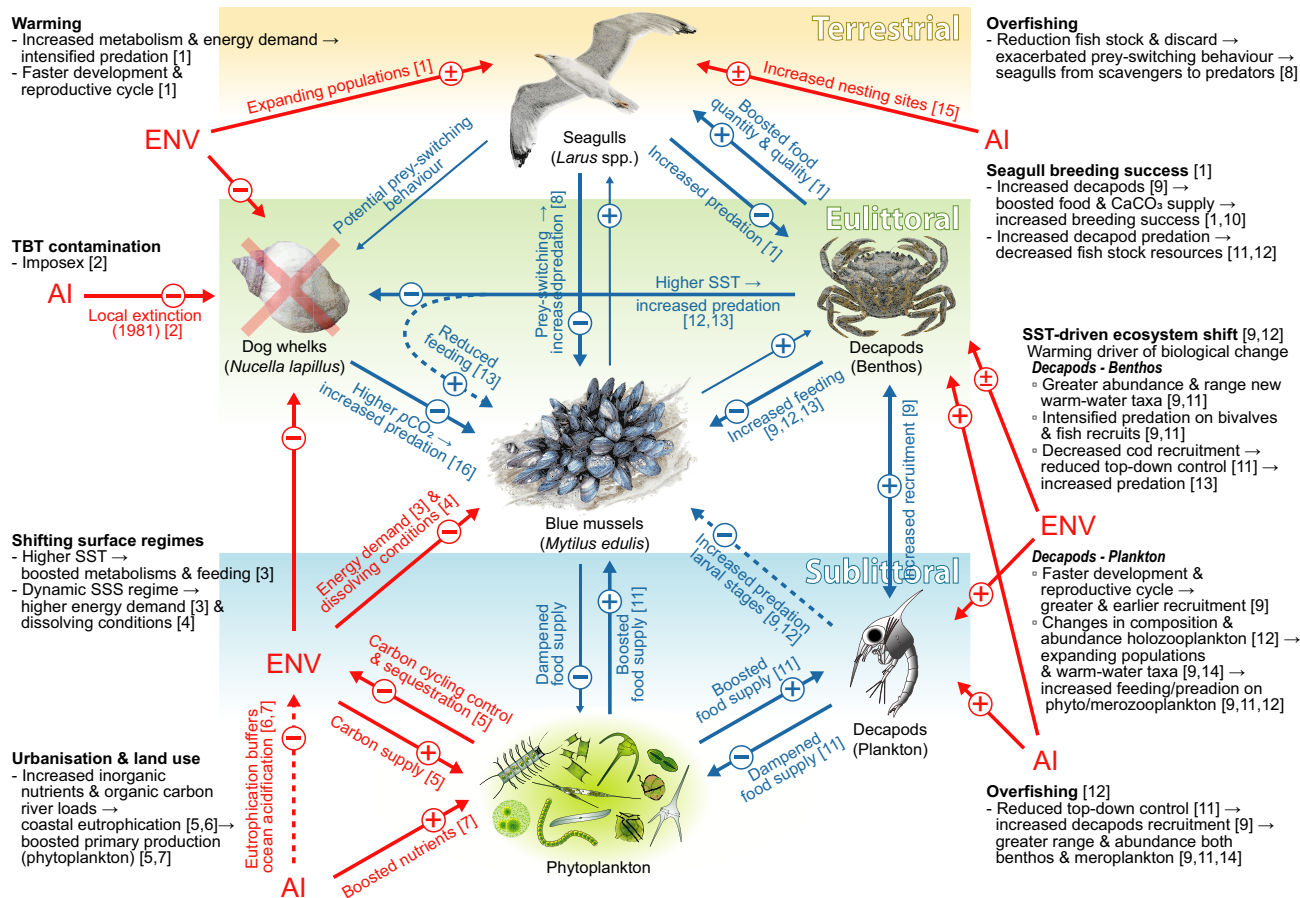 Warming
- Increased metabolism & energy demand →
intensified predation [1]
- Faster development &
reproductive cycle [1]
Terrestrial
Overfishing
- Reduction fish stock & discard →
exacerbated prey-switching behaviour →
seagulls from scavengers to predators [8]
Expanding populations [1]
±
±
Increased nesting sites [15]
ENV
AI
Seagulls
(Larus spp.)
Boosted food
quantity & quality
[1]
+
Increased predation
[1]
−
Potential prey-switching
behaviour
−
Seagull breeding success [1]
- Increased decapods [9] →
boosted food & CaCO₃ supply →
increased breeding success [1,10]
- Increased decapod predation →
decreased fish stock resources [11,12]
Eulittoral
Prey-switching →
increasedpredation [8]
−
+
TBT contamination
- Imposex [2]
AI
−
Local extinction
(1981) [2]
Dog whelks
(Nucella lapillus)
−
Higher SST →
increased predation
[12,13]
Decapods
(Benthos)
Reduced
feeding [13]
+
Higher pCO₂ →
increased predation
[16]
−
+
Increased feeding
[9,12,13]
−
Blue mussels
(Mytilus edulis)
Increased recruitment [9]
+
SST-driven ecosystem shift [9,12]
Warming driver of biological change
Decapods - Benthos
▫ Greater abundance & range new
warm-water taxa [9,11]
▫ Intensified predation on bivalves
& fish recruits [9,11]
▫ Decreased cod recruitment →
reduced top-down control [11] →
increased predation [13]
±
+
ENV
−
Shifting surface regimes
- Higher SST →
boosted metabolisms & feeding [3]
- Dynamic SSS regime →
higher energy demand [3] &
dissolving conditions [4]
Energy demand [3] &
dissolving conditions [4]
−
Sublittoral
Increased predation
larval stages [9,12]
−
+
Decapods - Plankton
▫ Faster development &
reproductive cycle →
greater & earlier recruitment [9]
▫ Changes in composition &
abundance holozooplankton [12] →
expanding populations
& warm-water taxa [9,14] →
increased feeding/preadion on
phyto/merozooplankton [9,11,12]
ENV
Carbon cycling control
& sequestration [5]
−
Carbon supply [5]
+
Dampened
food supply
−
Boosted
food supply [11]
+
Boosted
food supply [11]
+
Dampened
food supply [11]
−
Decapods
(Plankton)
+
AI
Eutrophication buffers
ocean acidification [6,7]
−
Urbanisation & land use
- Increased inorganic
nutrients & organic carbon
river loads →
coastal eutrophication [5,6]→
boosted primary production
(phytoplankton) [5,7]
AI
Boosted nutrients [7]
+
Phytoplankton
Overfishing [12]
- Reduced top-down control [11] →
increased decapods recruitment [9] →
greater range & abundance both
benthos & meroplankton [9,11,14]